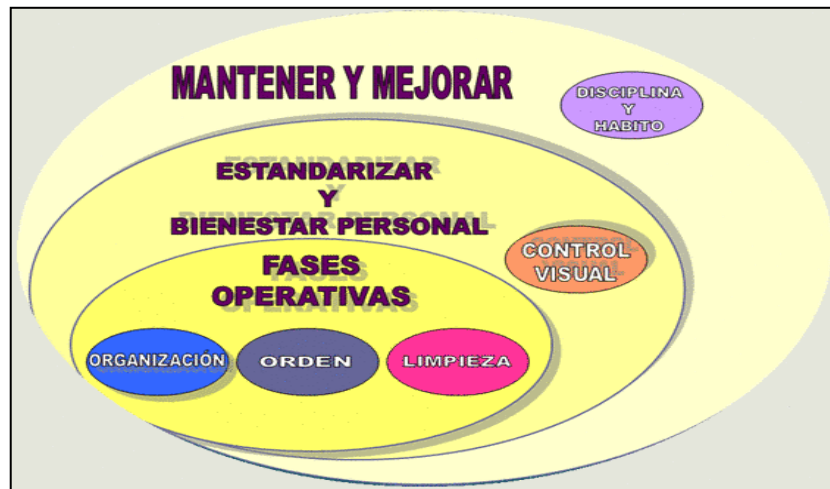 MANTENER Y MEJORAR
DISCIPLINA
Y
HABITO
ESTANDARIZAR
Y
BIENESTAR PERSONAL
CONTROL
VISUAL
FASES
OPERATIVAS
ORGANIZACIÓN
ORDEN
LIMPIEZA